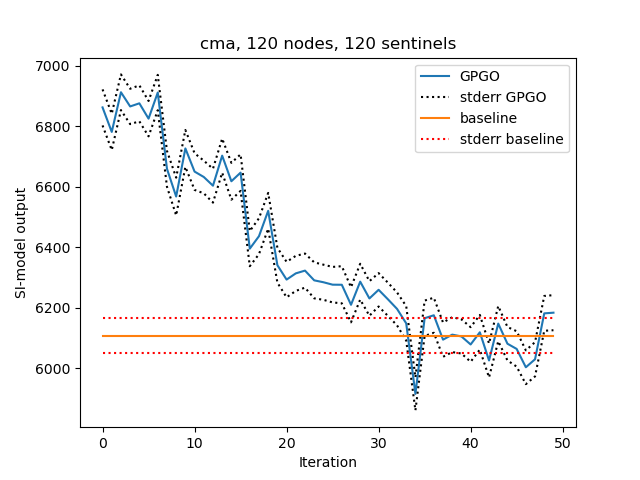 cma, 120 nodes, 120 sentinels
7000
6800
6600
6400
6200
6000
SI-model output
GPGO
stderr GPGO
baseline
stderr baseline
0
10
20
30
40
50
Iteration